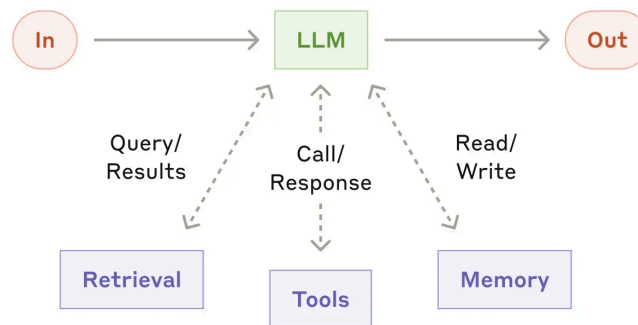 In
LLM
Out
Query/
Results
Call/
Response
Read/
Write
Retrieval
Tools
Memory